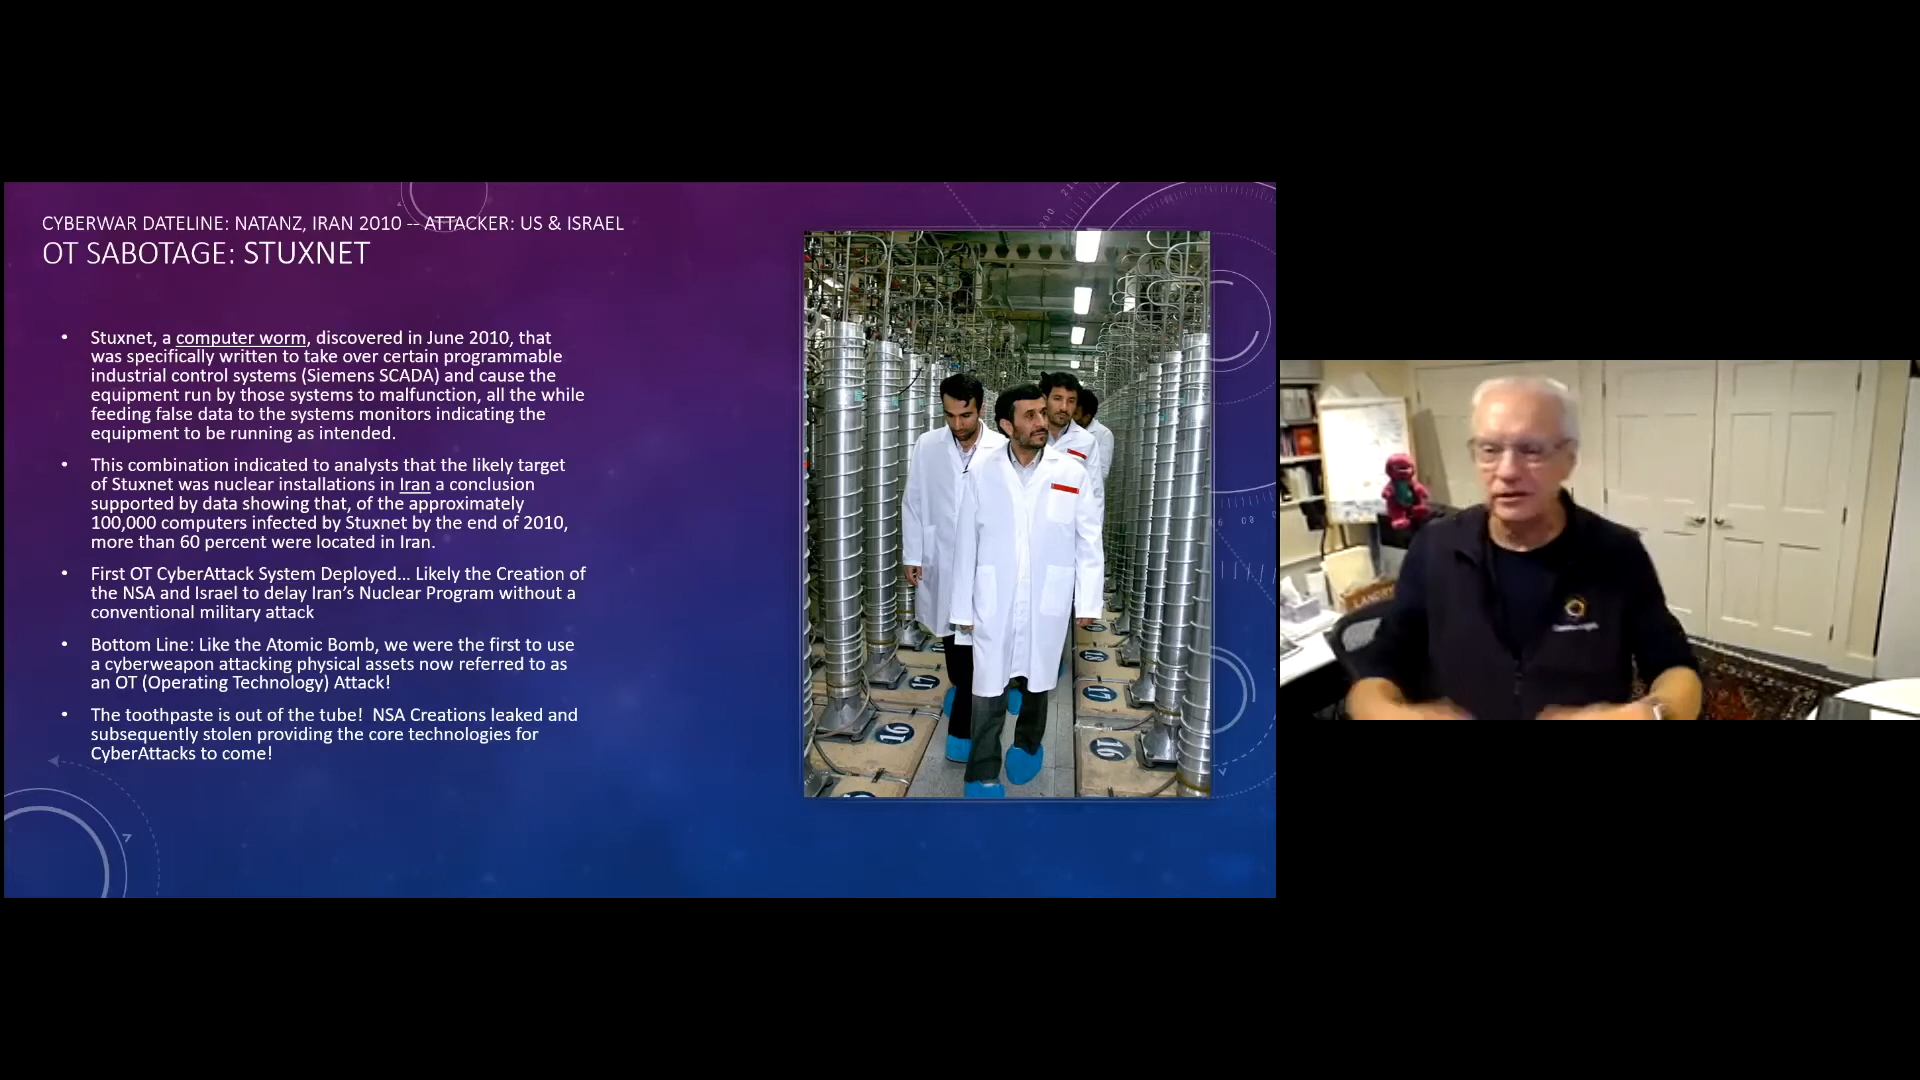 CYBERWAR DATELINE: NATANZ, IRAN 2010 -- ATTACKER: US & ISRAEL
OT SABOTAGE: STUXNET
• Stuxnet, a computer worm, discovered in June 2010, that
was specifically written to take over certain programmable
industrial control systems (Siemens SCADA) and cause the
equipment run by those systems to malfunction, all the while
feeding false data to the systems monitors indicating the
equipment to be running as intended.
• This combination indicated to analysts that the likely target
of Stuxnet was nuclear installations in Iran a conclusion
supported by data showing that, of the approximately
100,000 computers infected by Stuxnet by the end of 2010,
more than 60 percent were located in Iran.
• First OT CyberAttack System Deployed... Likely the Creation of
the NSA and Israel to delay Iran's Nuclear Program without a
conventional military attack
• Bottom Line: Like the Atomic Bomb, we were the first to use
a cyberweapon attacking physical assets now referred to as
an OT (Operating Technology) Attack!
• The toothpaste is out of the tube!  NSA Creations leaked and
subsequently stolen providing the core technologies for
CyberAttacks to come!
17
16
17
16